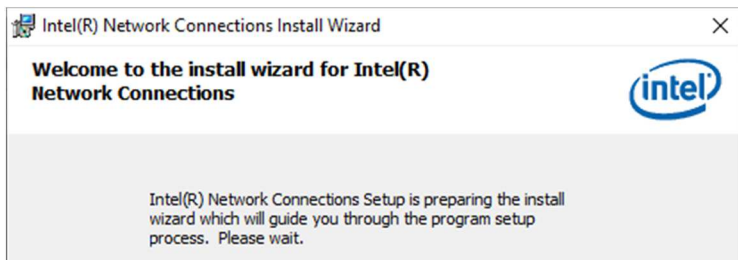 Intel(R) Network Connections Install Wizard
Welcome to the install wizard for Intel(R)
Network Connections
intel
Intel(R) Network Connections Setup is preparing the install
wizard which will guide you through the program setup
process.  Please wait.